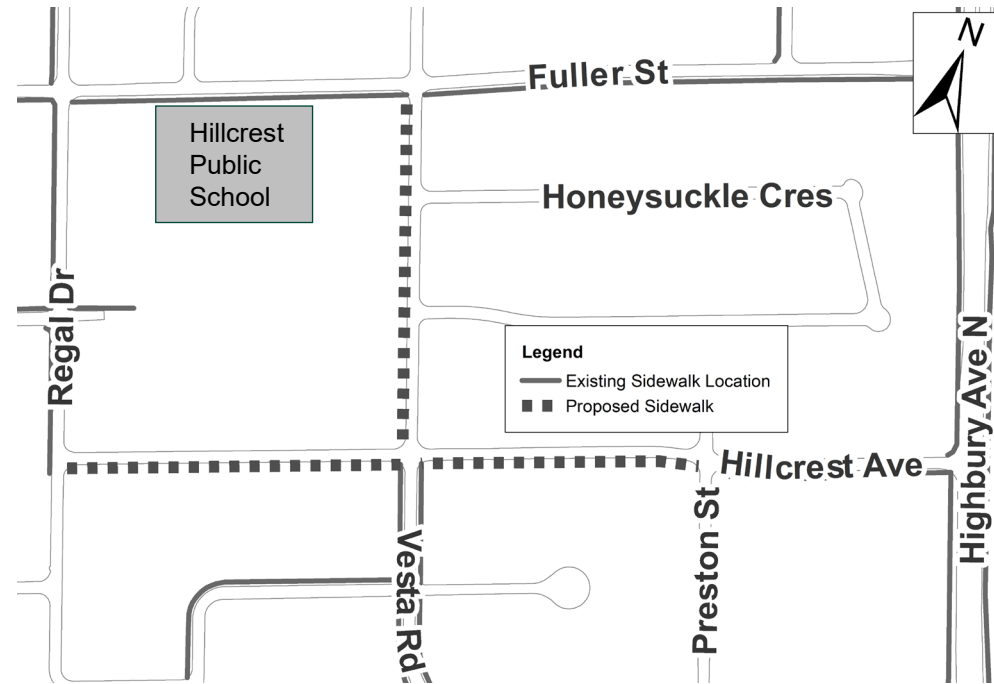 N
Fuller St
Hillcrest
Public
School
Honeysuckle Cres
Regal Dr
Legend
Existing Sidewalk Location
Proposed Sidewalk
Highbury Ave N
Hillcrest Ave
Preston St
Vesta Rd